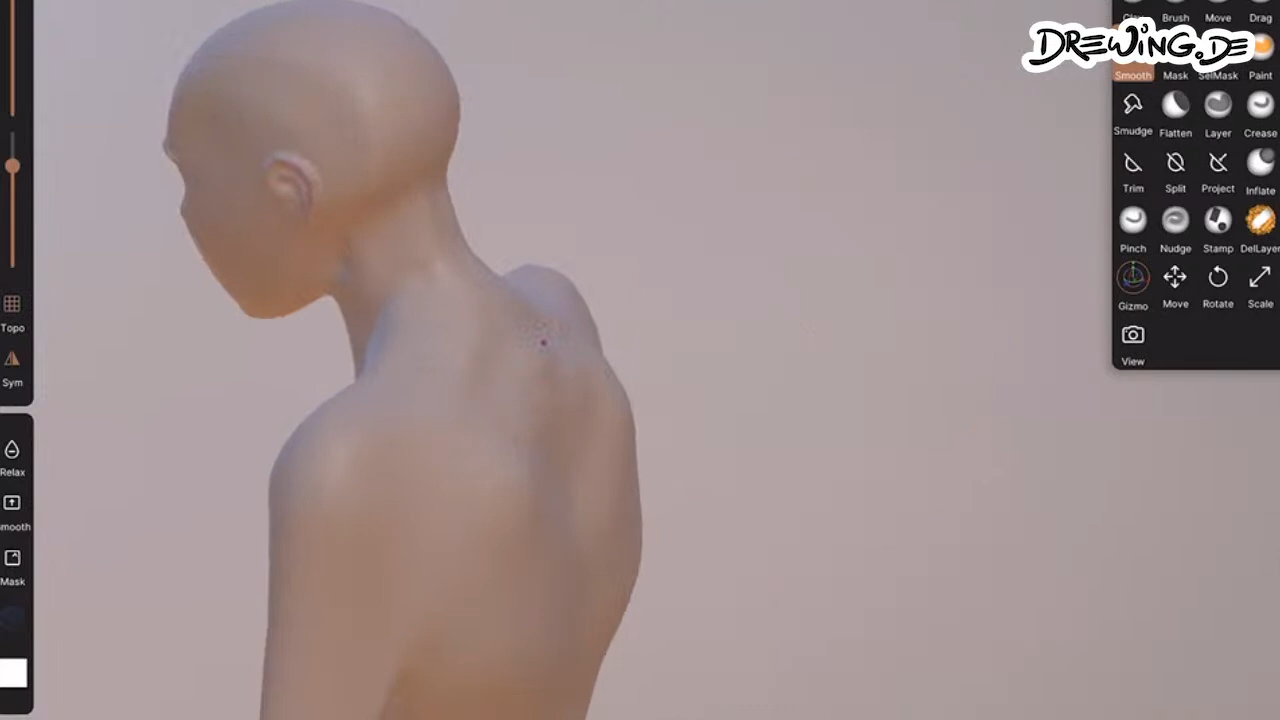 Clay Brush Move Drag
DREWING.DE
Smooth Mask SelMask Paint
Smudge Flatten Layer Crease
Trim Split Project Inflate
Pinch Nudge Stamp DelLayer
Gizmo Move Rotate Scale
View
Topo
Sym
Relax
mooth
Mask